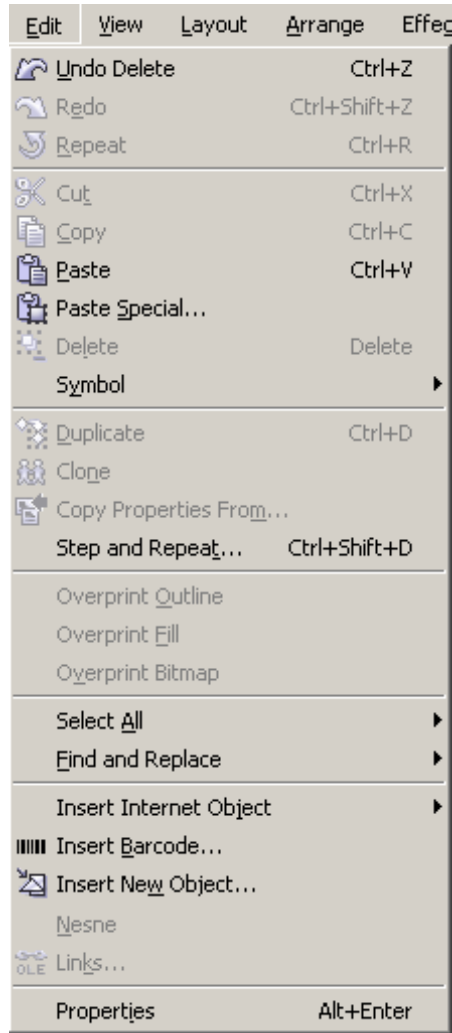 Edit View Layout Arrange Effec
Undo Delete Ctrl+Z
Redo Ctrl+Shift+Z
Repeat Ctrl+R
Cut Ctrl+X
Copy Ctrl+C
Paste Ctrl+V
Paste Special...
Delete Delete
Symbol
Duplicate Ctrl+D
Clone
Copy Properties From...
Step and Repeat... Ctrl+Shift+D
Overprint Outline
Overprint Fill
Overprint Bitmap
Select All
Find and Replace
Insert Internet Object
Insert Barcode...
Insert New Object...
Nesne
OLE Links...
Properties Alt+Enter